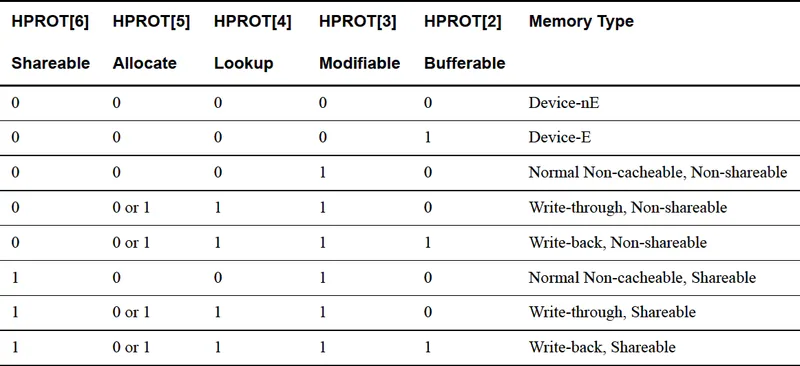 HPROT[6] HPROT[5] HPROT[4] HPROT[3] HPROT[2] Memory Type
Shareable Allocate Lookup Modifiable Bufferable
0 0 0 0 0 Device-nE
0 0 0 0 1 Device-E
0 0 0 1 0 Normal Non-cacheable, Non-shareable
0 0 or 1 1 1 0 Write-through, Non-shareable
0 0 or 1 1 1 1 Write-back, Non-shareable
1 0 0 1 0 Normal Non-cacheable, Shareable
1 0 or 1 1 1 0 Write-through, Shareable
1 0 or 1 1 1 1 Write-back, Shareable